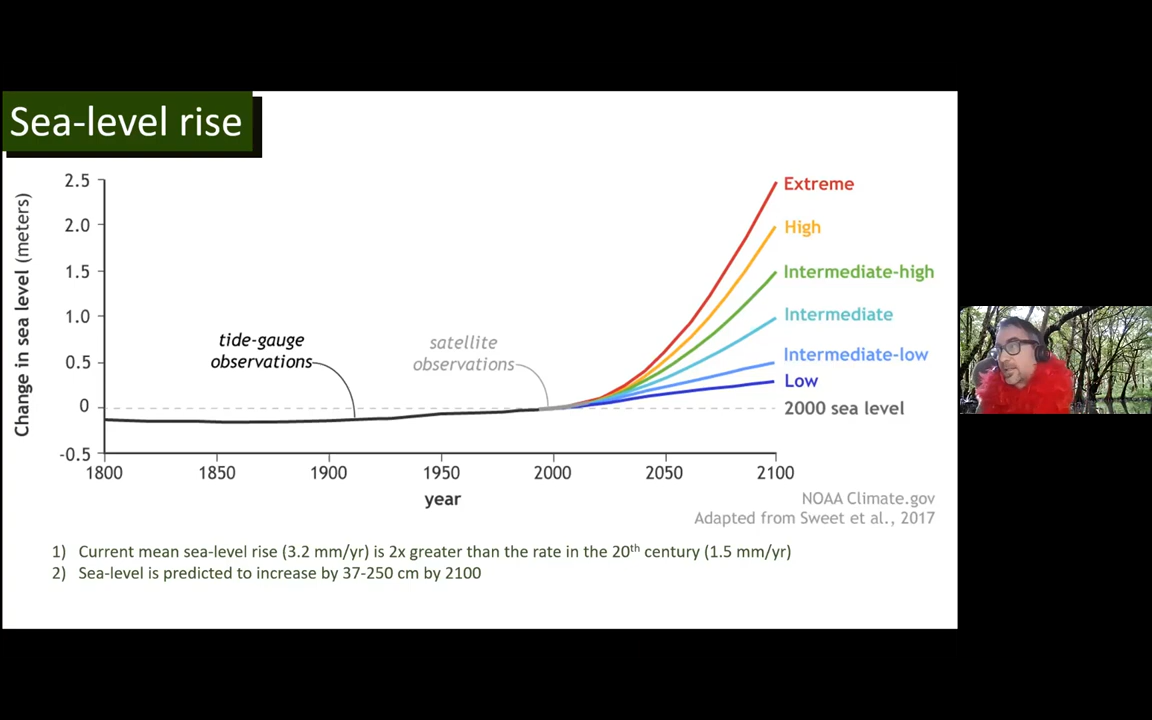 Sea-level rise
Change in sea level (meters)
2.5
2.0
1.5
1.0
0.5
0
-0.5
tide-gauge
observations
satellite
observations
Extreme
High
Intermediate-high
Intermediate
Intermediate-low
Low
2000 sea level
1800 1850 1900 1950 2000 2050 2100
year
NOAA Climate.gov
Adapted from Sweet et al., 2017
1) Current mean sea-level rise (3.2 mm/yr) is 2x greater than the rate in the 20th century (1.5 mm/yr)
2) Sea-level is predicted to increase by 37-250 cm by 2100